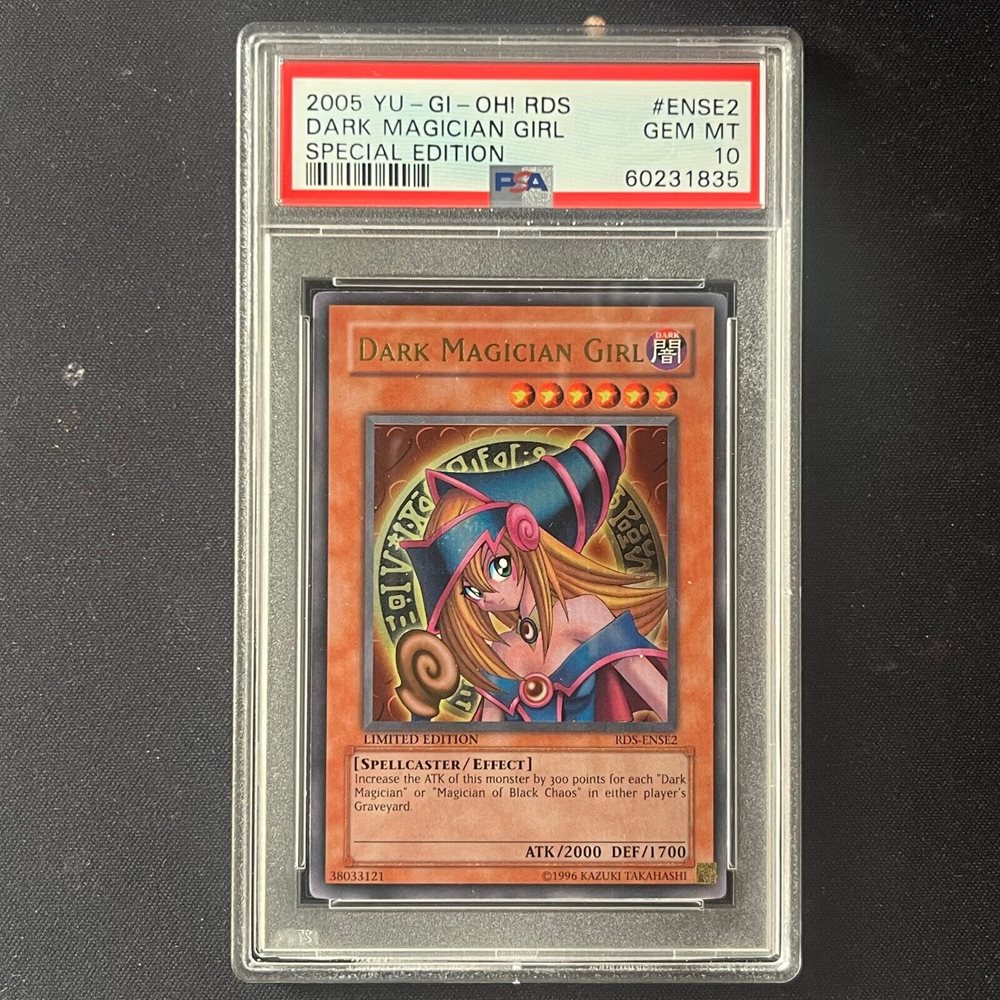 2005 YU-GI-OH! RDS #ENSE2
DARK MAGICIAN GIRL GEM MT
SPECIAL EDITION 10
PSA 60231835
DARK MAGICIAN GIRL
DARK
闇
LIMITED EDITION RDS-ENSE2
[SPELLCASTER/EFFECT]
Increase the ATK of this monster by 300 points for each "Dark
Magician" or "Magician of Black Chaos" in either player's
Graveyard.
ATK/2000 DEF/1700
38033121 ©1996 KAZUKI TAKAHASHI